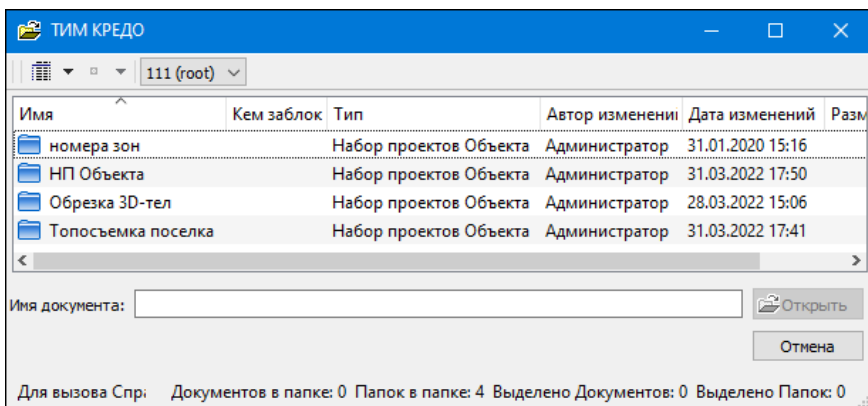 ТИМ КРЕДО
111 (root)
Имя Кем заблок Тип Автор изменени Дата изменений Разм
номера зон Набор проектов Объекта Администратор 31.01.2020 15:16
НП Объекта Набор проектов Объекта Администратор 31.03.2022 17:50
Обрезка 3D-тел Набор проектов Объекта Администратор 28.03.2022 15:06
Топосъемка поселка Набор проектов Объекта Администратор 31.03.2022 17:41
Имя документа: Открыть
Отмена
Для вызова Спра Документов в папке: 0 Папок в папке: 4 Выделено Документов: 0 Выделено Папок: 0